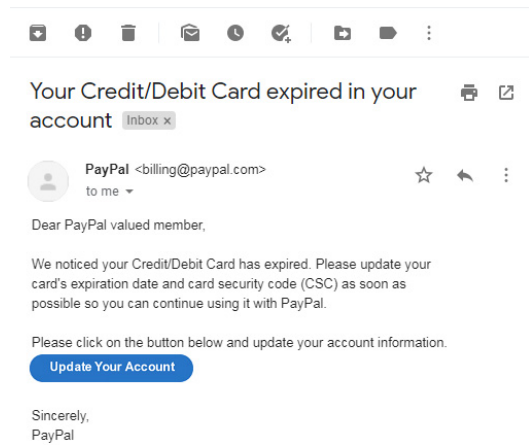 Your Credit/Debit Card expired in your
account Inbox x
PayPal <billing@paypal.com>
to me
Dear PayPal valued member,
We noticed your Credit/Debit Card has expired. Please update your
card's expiration date and card security code (CSC) as soon as
possible so you can continue using it with PayPal.
Please click on the button below and update your account information.
Update Your Account
Sincerely,
PayPal